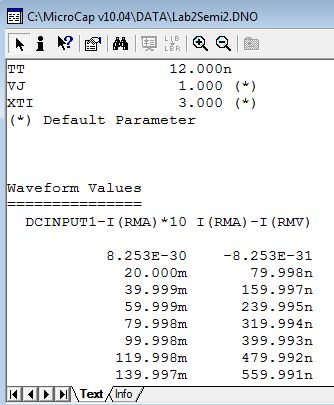 C:\MicroCap v10.04\DATA\Lab2Semi2.DNO
LIB
LBR
TT 12.000n
VJ 1.000 (*)
XTI 3.000 (*)
(*) Default Parameter
Waveform Values
===============
DCINPUT1-I(RMA)*10 I(RMA)-I(RMV)
8.253E-30 -8.253E-31
20.000m 79.998n
39.999m 159.997n
59.999m 239.995n
79.998m 319.994n
99.998m 399.993n
119.998m 479.992n
139.997m 559.991n
Text Info